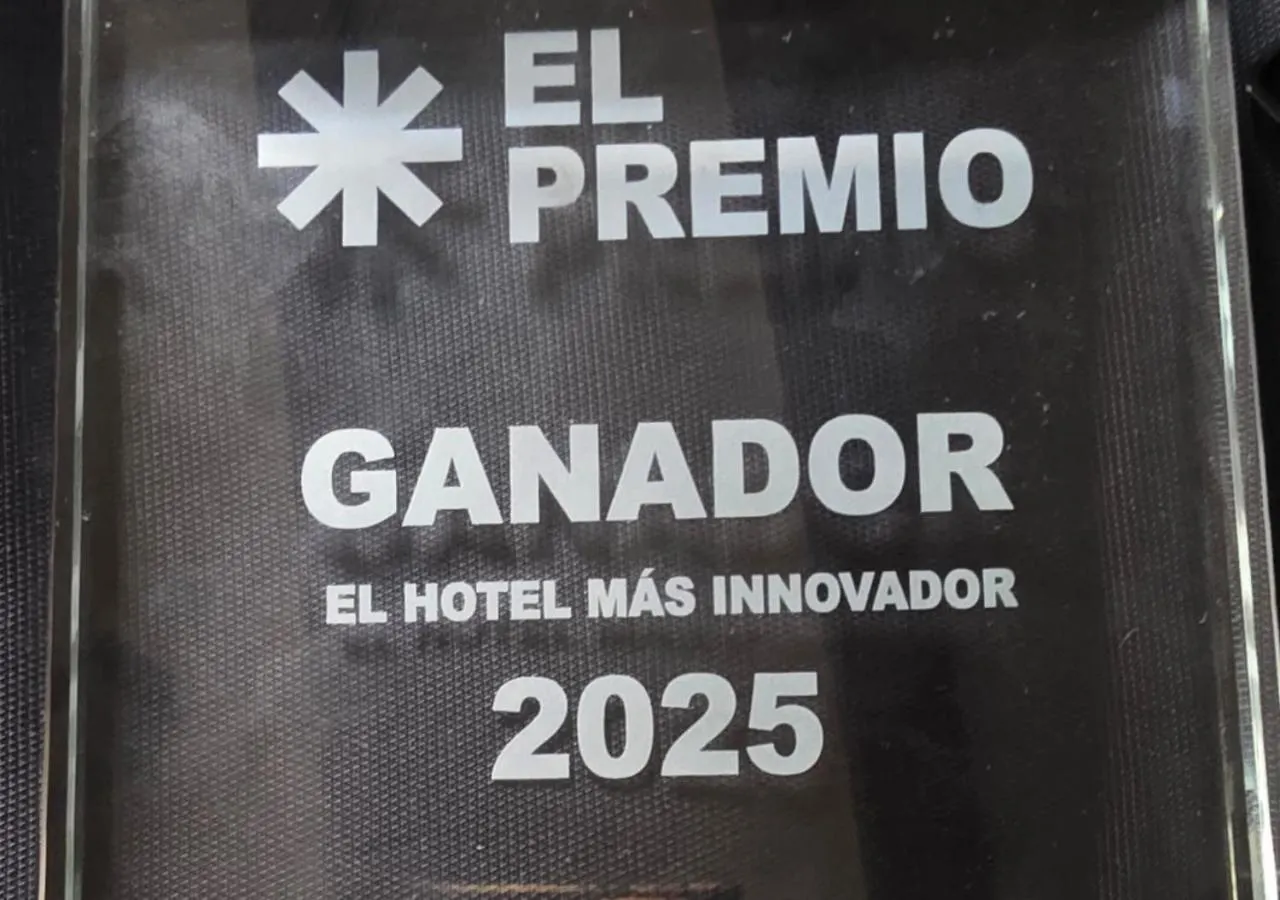 EL
PREMIO
GANADOR
EL HOTEL MÁS INNOVADOR
2025